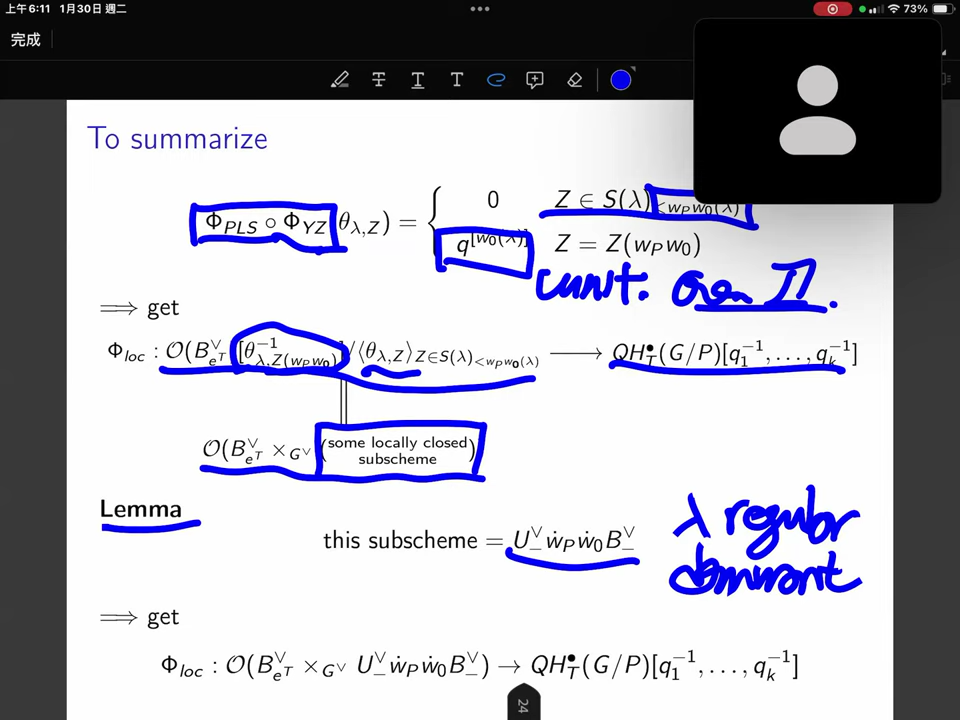 上午6:11 1月30日 週二
73%
完成
To summarize
Φ_{PLS} ∘ Φ_{YZ}(θ_{λ,Z}) = { 0 Z ∈ S(λ)_{<w_P w_0(λ)}
q^{[w_0(λ)]} Z = Z(w_P w_0)
⟹ get
Φ_{loc} : O(B^∨_{e^T})[θ^{-1}_{λ,Z(w_P w_0)}]/⟨θ_{λ,Z}⟩_{Z∈S(λ)_{<w_P w_0(λ)}} ⟶ QH^•_T(G/P)[q_1^{-1}, . . . , q_k^{-1}]
O(B^∨_{e^T} ×_{G^∨} (some locally closed
subscheme)
Lemma
this subscheme = U^∨_- ẇ_P ẇ_0 B^∨_-
λ regular
dominant
⟹ get
Φ_{loc} : O(B^∨_{e^T} ×_{G^∨} U^∨_- ẇ_P ẇ_0 B^∨_-) → QH^•_T(G/P)[q_1^{-1}, . . . , q_k^{-1}]
24